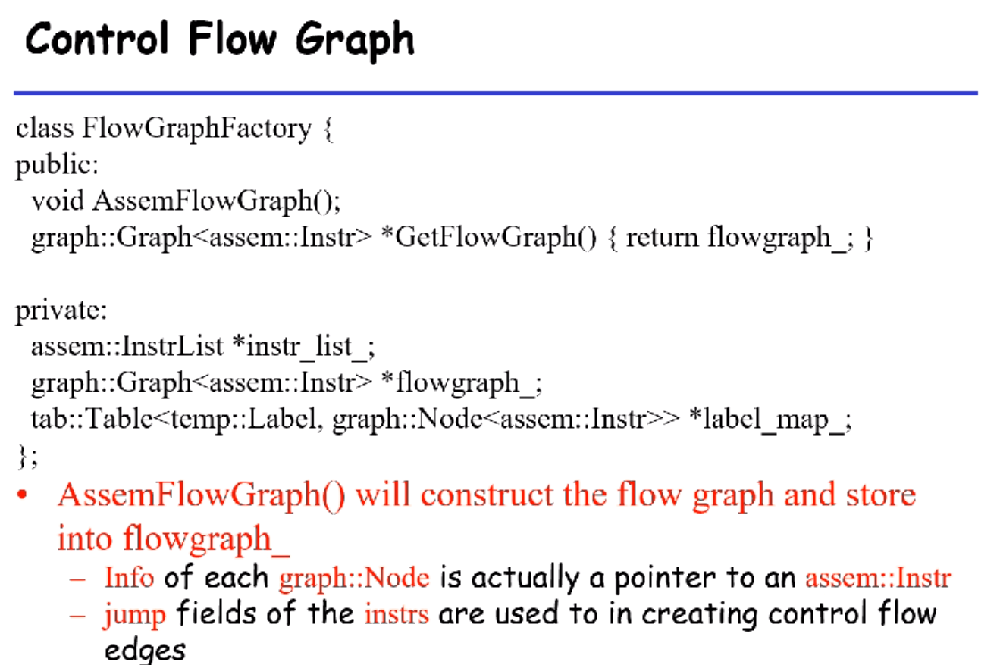 Control Flow Graph
class FlowGraphFactory {
public:
void AssemFlowGraph();
graph::Graph<assem::Instr> *GetFlowGraph() { return flowgraph_; }
private:
assem::InstrList *instr_list_;
graph::Graph<assem::Instr> *flowgraph_;
tab::Table<temp::Label, graph::Node<assem::Instr>> *label_map_;
};
• AssemFlowGraph() will construct the flow graph and store
into flowgraph_
– Info of each graph::Node is actually a pointer to an assem::Instr
– jump fields of the instrs are used to in creating control flow
edges